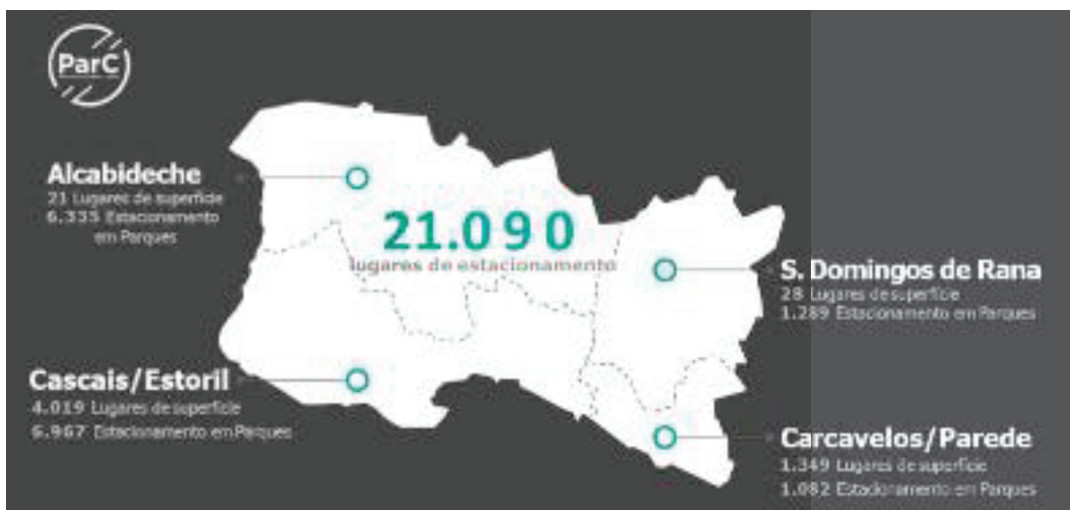 ParC
Alcabideche
21 Lugares de superfície
6.335 Estacionamento
em Parques
21.090
lugares de estacionamento
S. Domingos de Rana
28 Lugares de superfície
1.289 Estacionamento em Parques
Cascais/Estoril
4.019 Lugares de superfície
6.967 Estacionamento em Parques
Carcavelos/Parede
1.349 Lugares de superfície
1.082 Estacionamento em Parques